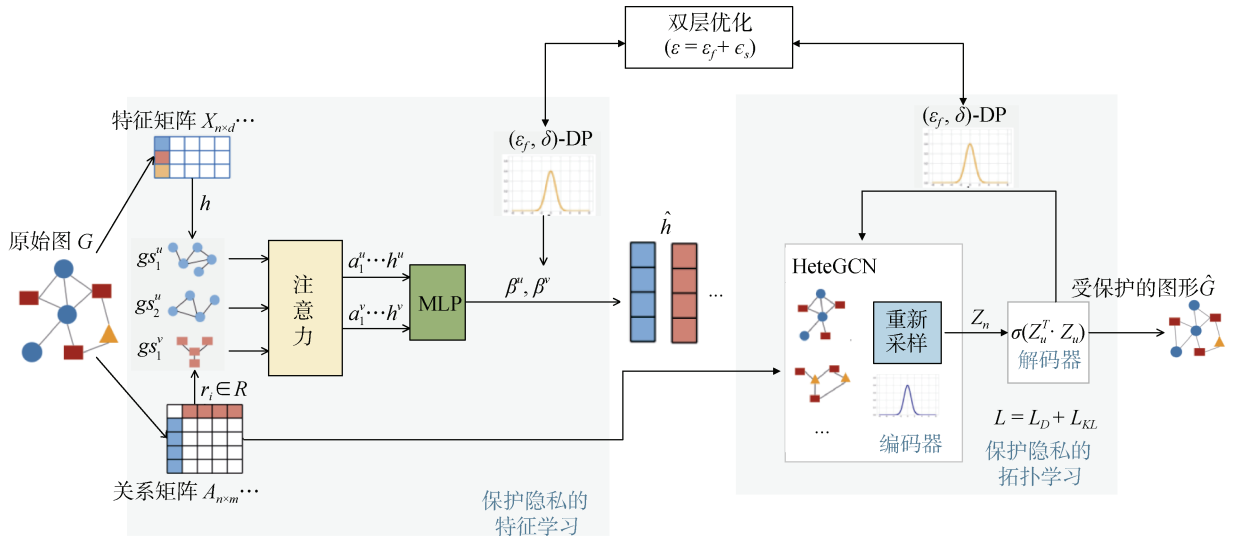 双层优化
(ε = ε_f + ϵ_s)
特征矩阵 X_{n×d}…
(ε_f, δ)-DP
(ε_f, δ)-DP
h
原始图 G
gs_1^u
gs_2^u
gs_1^v
注意力
a_1^u…h^u
a_1^v…h^v
MLP
β^u, β^v
ĥ
...
r_i∈R
关系矩阵 A_{n×m}…
保护隐私的
特征学习
HeteGCN
重新
采样
...
编码器
Z_n
σ(Z_u^T· Z_u)
解码器
受保护的图形Ĝ
L = L_D + L_{KL}
保护隐私的
拓扑学习